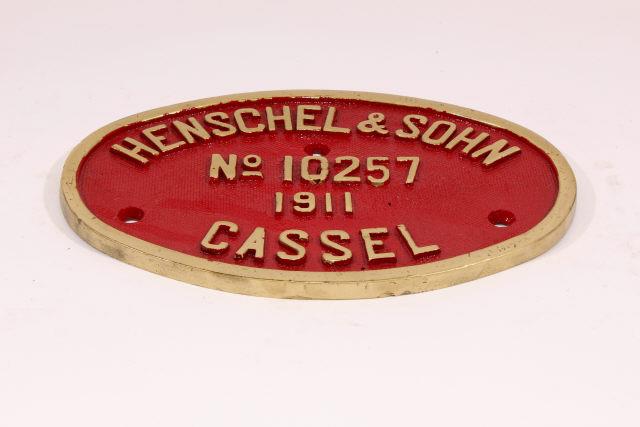 HENSCHEL & SOHN
No 10257
1911
CASSEL